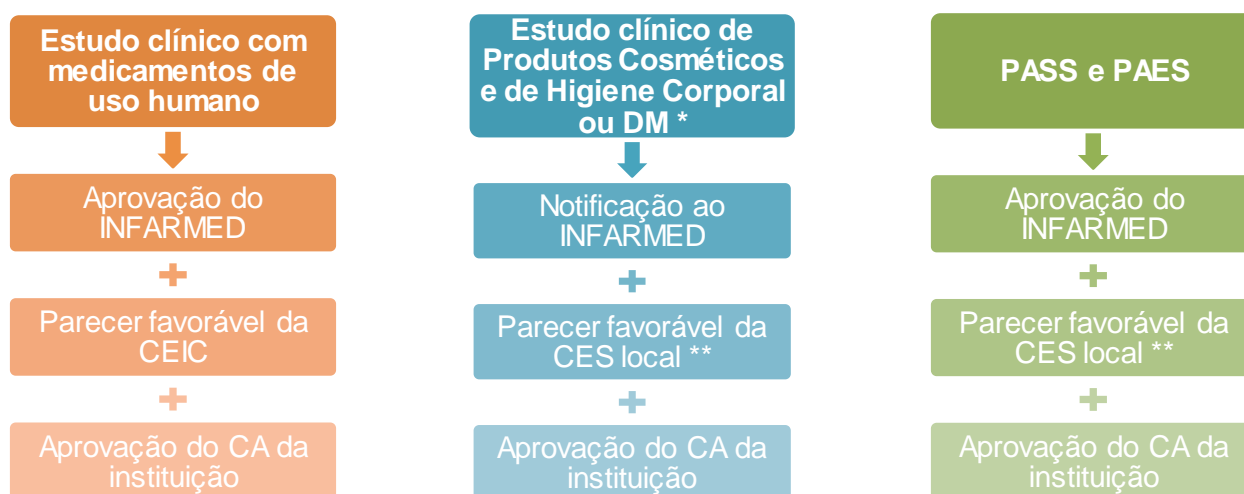 Estudo clínico com
medicamentos de
uso humano
Aprovação do
INFARMED
Parecer favorável da
CEIC
Aprovação do CA da
instituição
Estudo clínico de
Produtos Cosméticos
e de Higiene Corporal
ou DM *
Notificação ao
INFARMED
Parecer favorável da
CES local **
Aprovação do CA da
instituição
PASS e PAES
Aprovação do
INFARMED
Parecer favorável da
CES local **
Aprovação do CA da
instituição